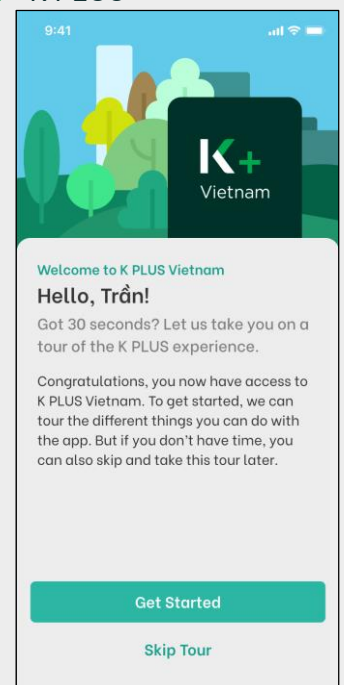 9:41
K+
Vietnam
Welcome to K PLUS Vietnam
Hello, Trần!
Got 30 seconds? Let us take you on a
tour of the K PLUS experience.
Congratulations, you now have access to
K PLUS Vietnam. To get started, we can
tour the different things you can do with
the app. But if you don't have time, you
can also skip and take this tour later.
Get Started
Skip Tour